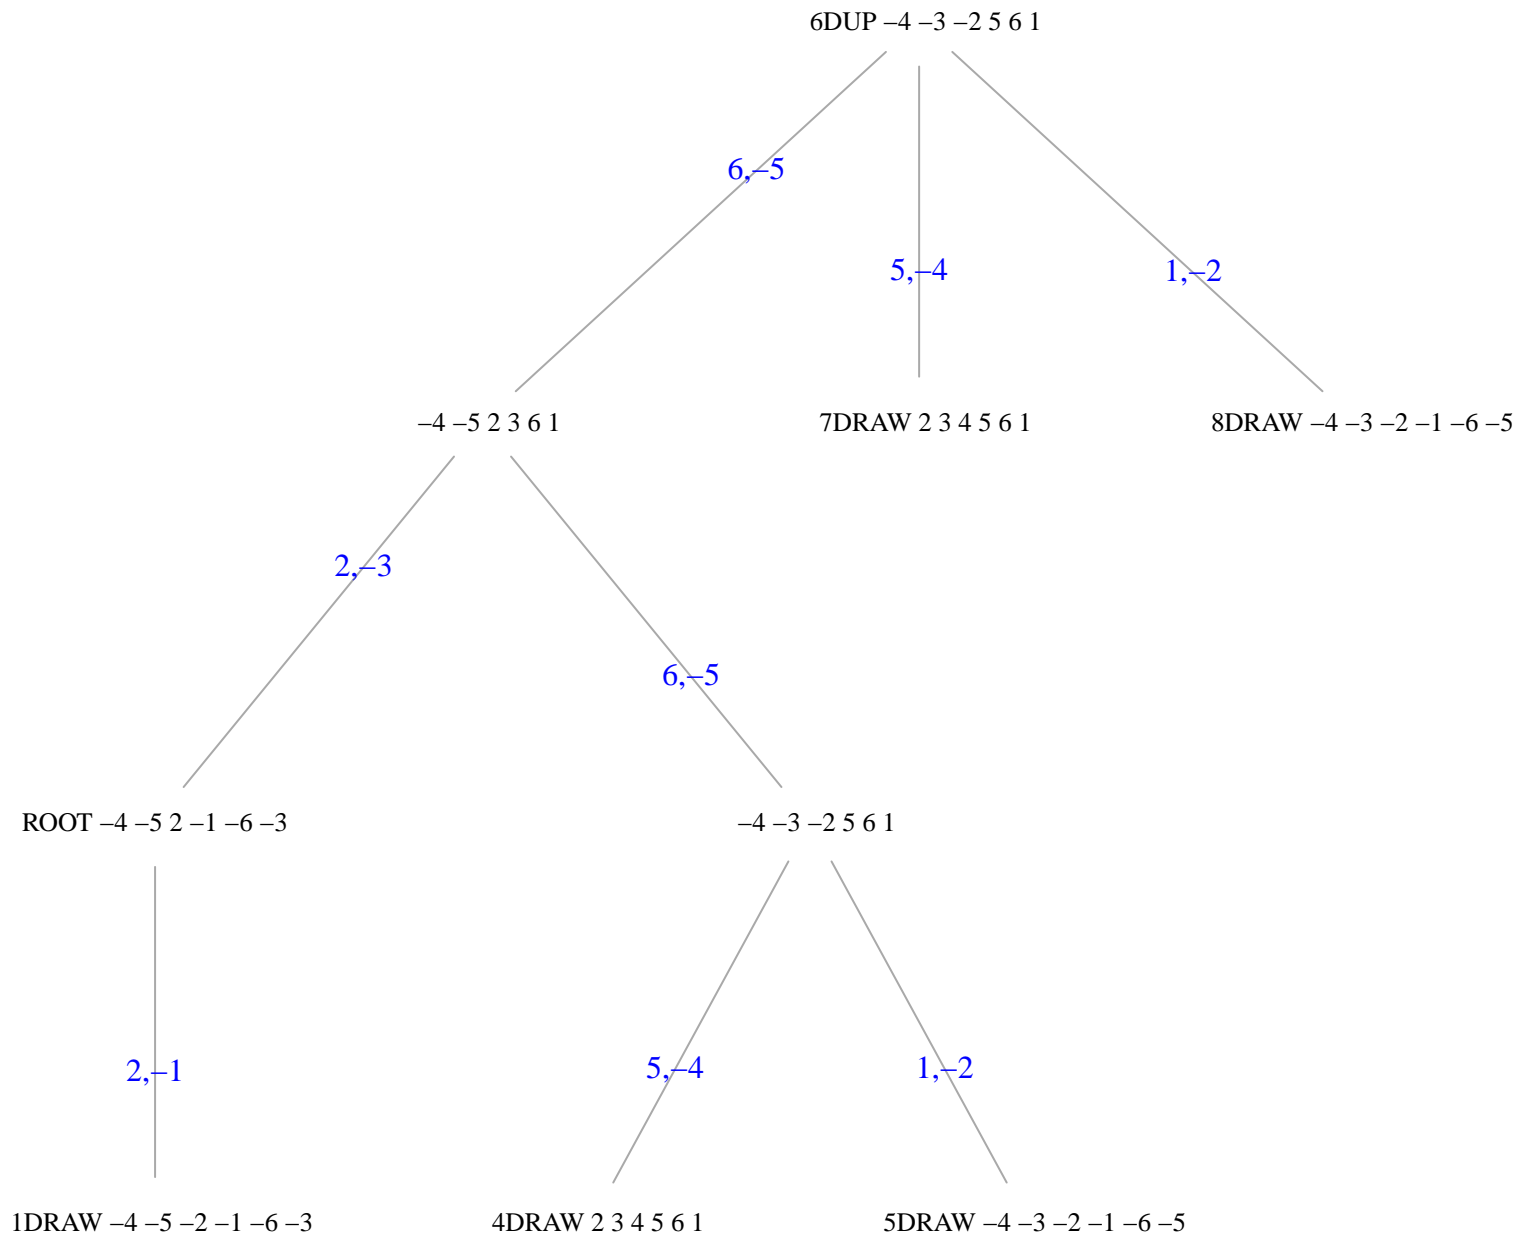 6DUP –4 –3 –2 5 6 1
6,–5
5,–4
1,–2
–4 –5 2 3 6 1
7DRAW 2 3 4 5 6 1
8DRAW –4 –3 –2 –1 –6 –5
2,–3
6,–5
ROOT –4 –5 2 –1 –6 –3
–4 –3 –2 5 6 1
2,–1
5,–4
1,–2
1DRAW –4 –5 –2 –1 –6 –3
4DRAW 2 3 4 5 6 1
5DRAW –4 –3 –2 –1 –6 –5